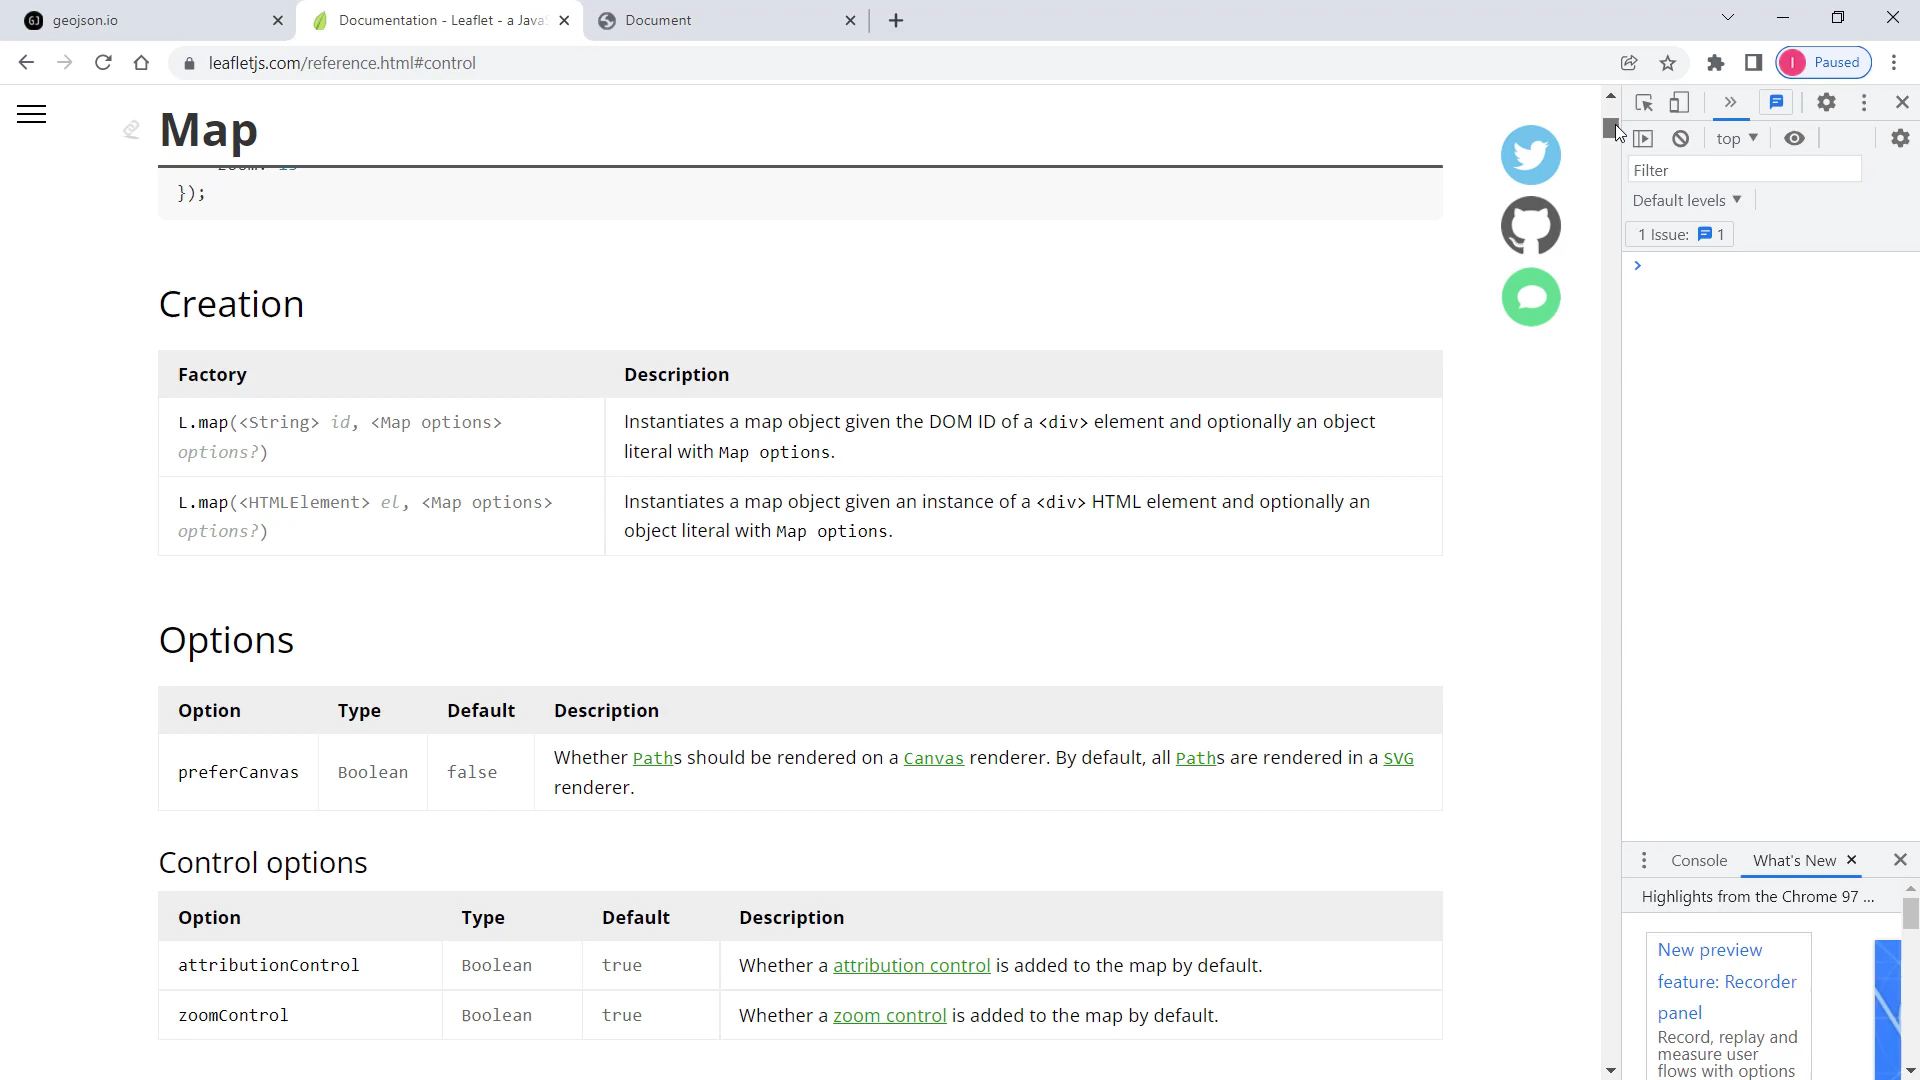 geojson.io
Documentation - Leaflet - a Java
Document
leafletjs.com/reference.html#control
Paused
Map
});
Creation
Factory Description
L.map(<String> id, <Map options> options?)
Instantiates a map object given the DOM ID of a <div> element and optionally an object
literal with Map options.
L.map(<HTMLElement> el, <Map options> options?)
Instantiates a map object given an instance of a <div> HTML element and optionally an
object literal with Map options.
Options
Option Type Default Description
preferCanvas Boolean false
Whether Paths should be rendered on a Canvas renderer. By default, all Paths are rendered in a SVG
renderer.
Control options
Option Type Default Description
attributionControl Boolean true Whether a attribution control is added to the map by default.
zoomControl Boolean true Whether a zoom control is added to the map by default.
top
Filter
Default levels
1 Issue: 1
Console What's New
Highlights from the Chrome 97 ...
New preview
feature: Recorder
panel
Record, replay and
measure user
flows with options